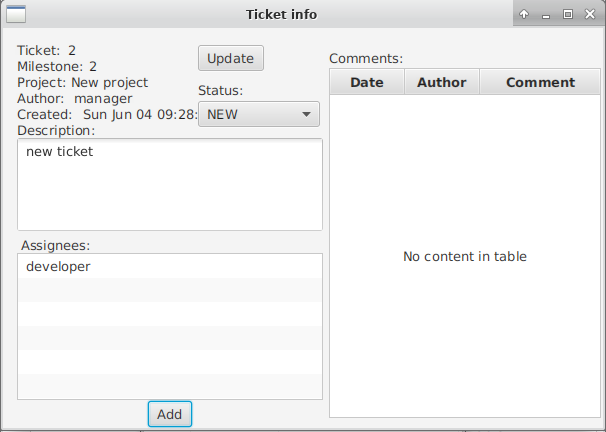 Ticket info
Ticket: 2
Milestone: 2
Project: New project
Author: manager
Created: Sun Jun 04 09:28:
Description:
new ticket
Assignees:
developer
Add
Update
Status:
NEW
Comments:
Date Author Comment
No content in table